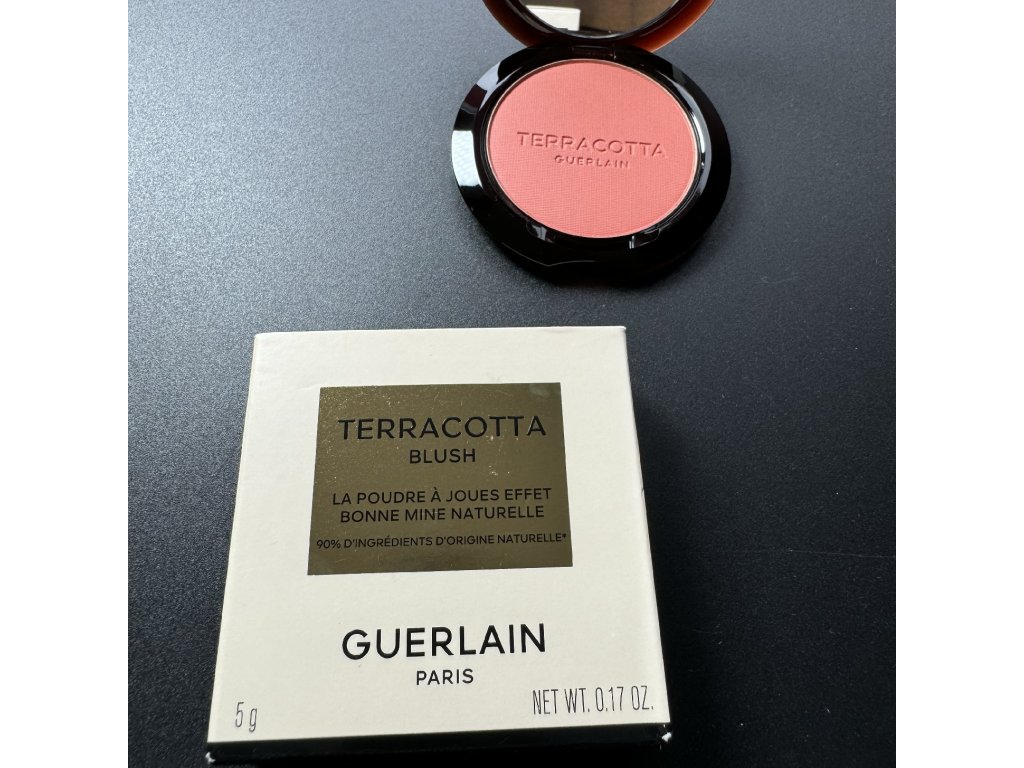 TERRACOTTA
GUERLAIN
TERRACOTTA
BLUSH
LA POUDRE À JOUES EFFET
BONNE MINE NATURELLE
90% D'INGRÉDIENTS D'ORIGINE NATURELLE*
GUERLAIN
PARIS
5 g
NET WT. 0.17 OZ.